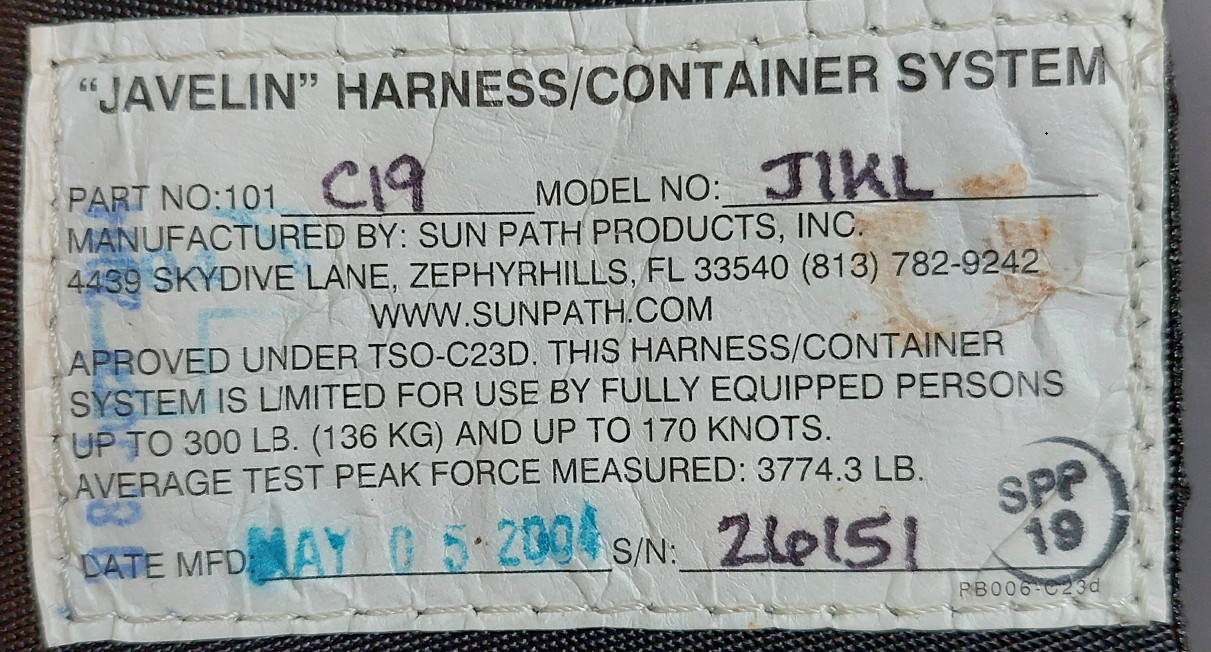 “JAVELIN” HARNESS/CONTAINER SYSTEM
PART NO:101 C19 MODEL NO: J1KL
MANUFACTURED BY: SUN PATH PRODUCTS, INC.
4439 SKYDIVE LANE, ZEPHYRHILLS, FL 33540 (813) 782-9242
WWW.SUNPATH.COM
APROVED UNDER TSO-C23D. THIS HARNESS/CONTAINER
SYSTEM IS LIMITED FOR USE BY FULLY EQUIPPED PERSONS
UP TO 300 LB. (136 KG) AND UP TO 170 KNOTS.
AVERAGE TEST PEAK FORCE MEASURED: 3774.3 LB.
SPP
19
DATE MFD: MAY 05 2004 S/N: 26151
PB006-C23d